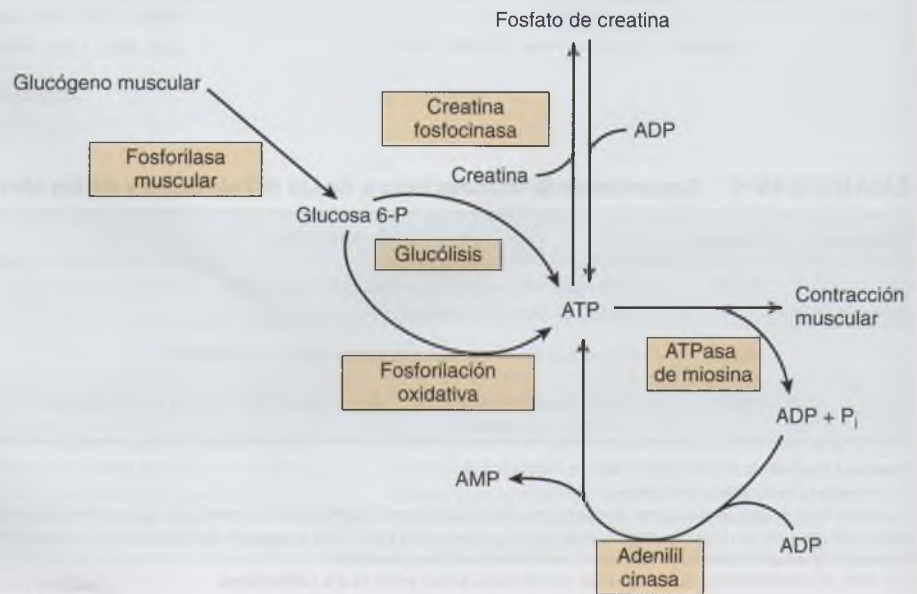 Fosfato de creatina
Glucógeno muscular
Creatina
fosfocinasa
ADP
Fosforilasa
muscular
Creatina
Glucosa 6-P
Glucólisis
ATP
Contracción
muscular
ATPasa
de miosina
Fosforilación
oxidativa
ADP + Pi
AMP
ADP
Adenilil
cinasa